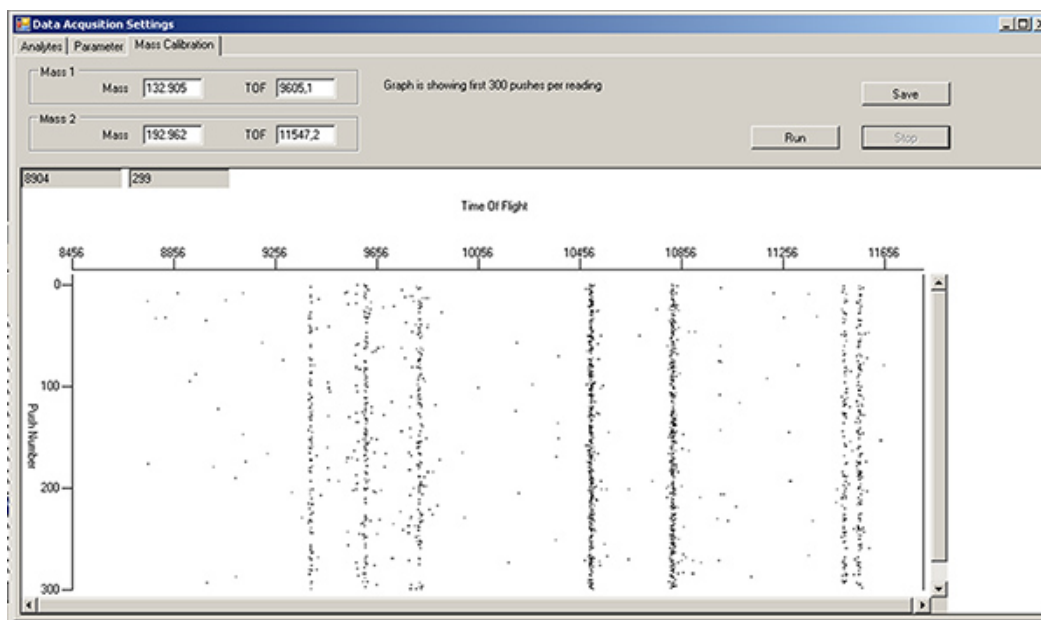 Data Acqusition Settings
Analytes Parameter Mass Calibration
Mass 1
Mass 132.905 TOF 9605,1
Graph is showing first 300 pushes per reading
Save
Mass 2
Mass 192.962 TOF 11547,2
Run Stop
8904 299
Time Of Flight
8456 8856 9256 9656 10056 10456 10856 11256 11656
0
100
Push Number
200
300